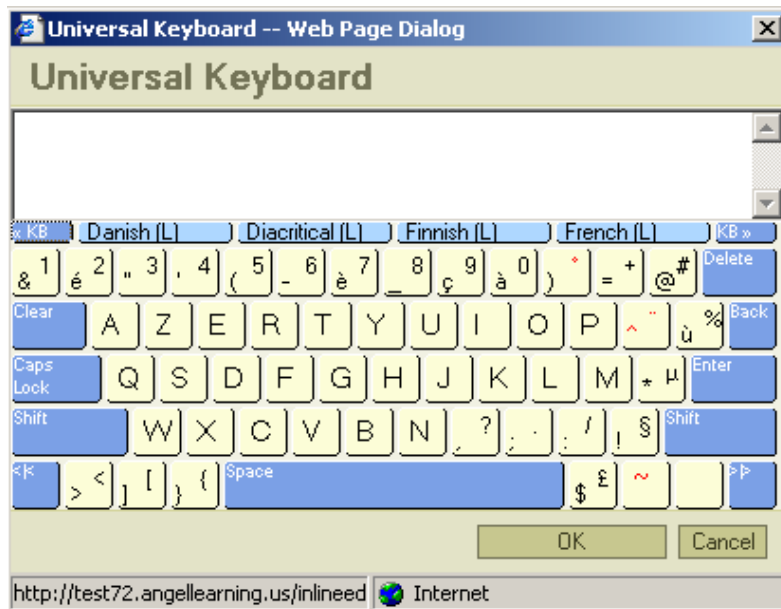 Universal Keyboard -- Web Page Dialog
Universal Keyboard
« KB Danish (L) Diacritical (L) Finnish (L) French (L) KB »
& 1 é 2 " 3 ' 4 ( 5 - 6 è 7 _ 8 ç 9 à 0 ) ° = + @ # Delete
Clear A Z E R T Y U I O P ^ ¨ ù % Back
Caps Lock Q S D F G H J K L M * µ Enter
Shift W X C V B N , ? ; . : / ! § Shift
<|< > < ] [ } { Space $ £ ~ >|>
OK Cancel
http://test72.angellearning.us/inlineed Internet